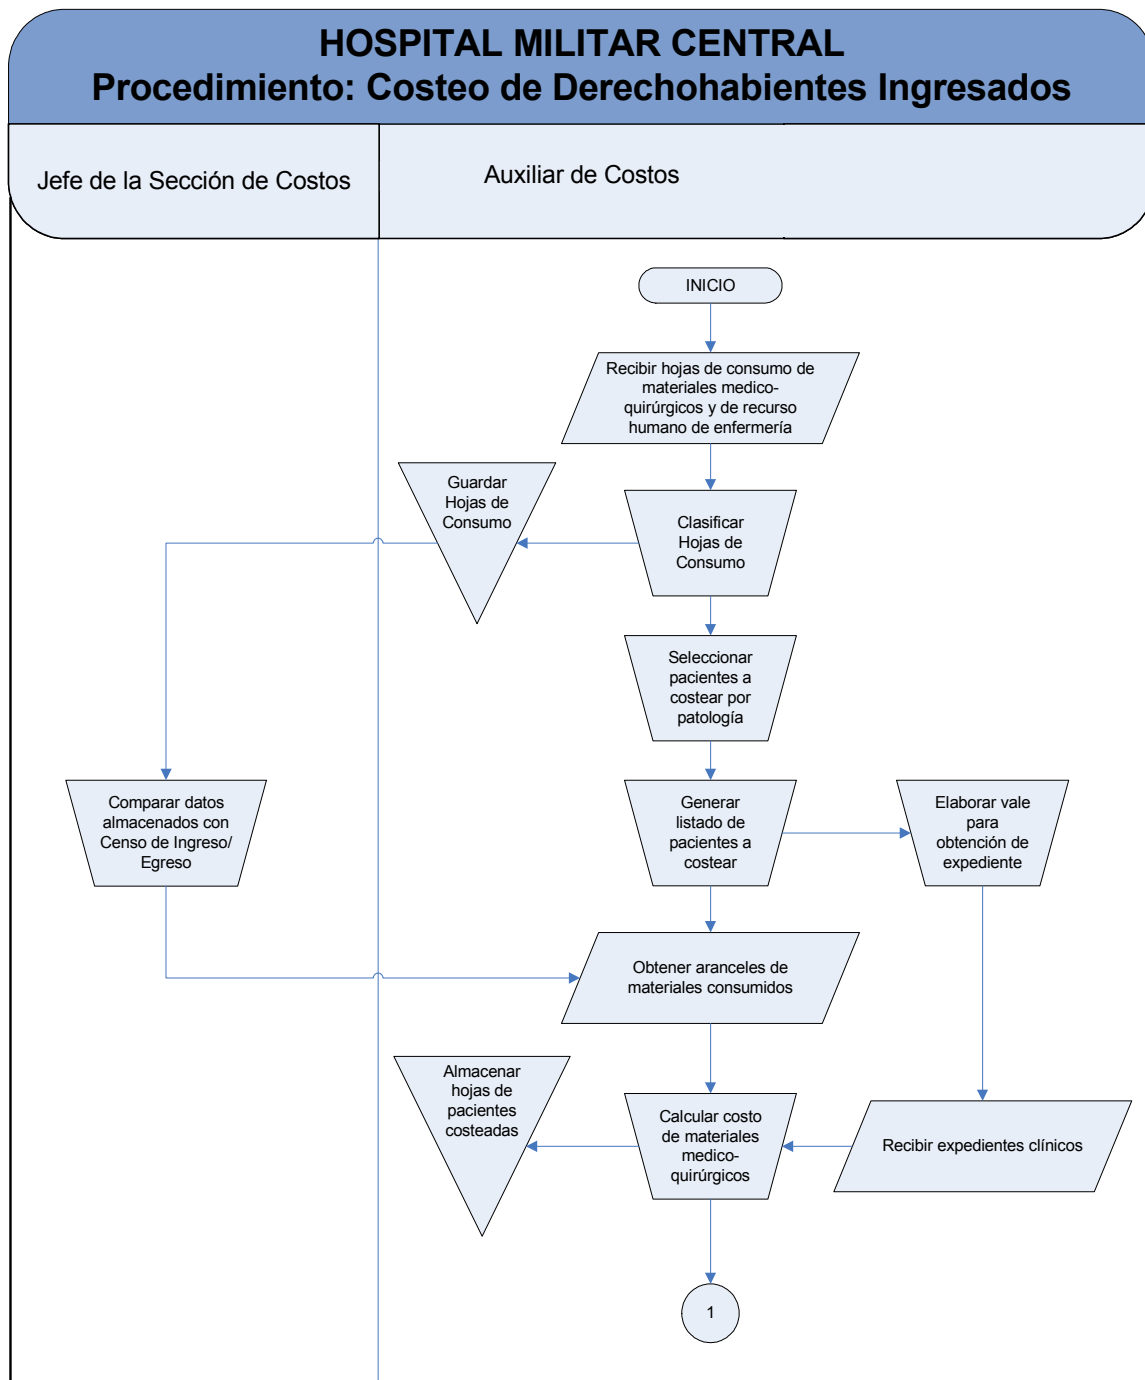 HOSPITAL MILITAR CENTRAL
Procedimiento: Costeo de Derechohabientes Ingresados
Jefe de la Sección de Costos
Auxiliar de Costos
INICIO
Recibir hojas de consumo de
materiales medico-
quirúrgicos y de recurso
humano de enfermería
Guardar
Hojas de
Consumo
Clasificar
Hojas de
Consumo
Seleccionar
pacientes a
costear por
patología
Comparar datos
almacenados con
Censo de Ingreso/
Egreso
Generar
listado de
pacientes a
costear
Elaborar vale
para
obtención de
expediente
Obtener aranceles de
materiales consumidos
Almacenar
hojas de
pacientes
costeadas
Calcular costo
de materiales
medico-
quirúrgicos
Recibir expedientes clínicos
1